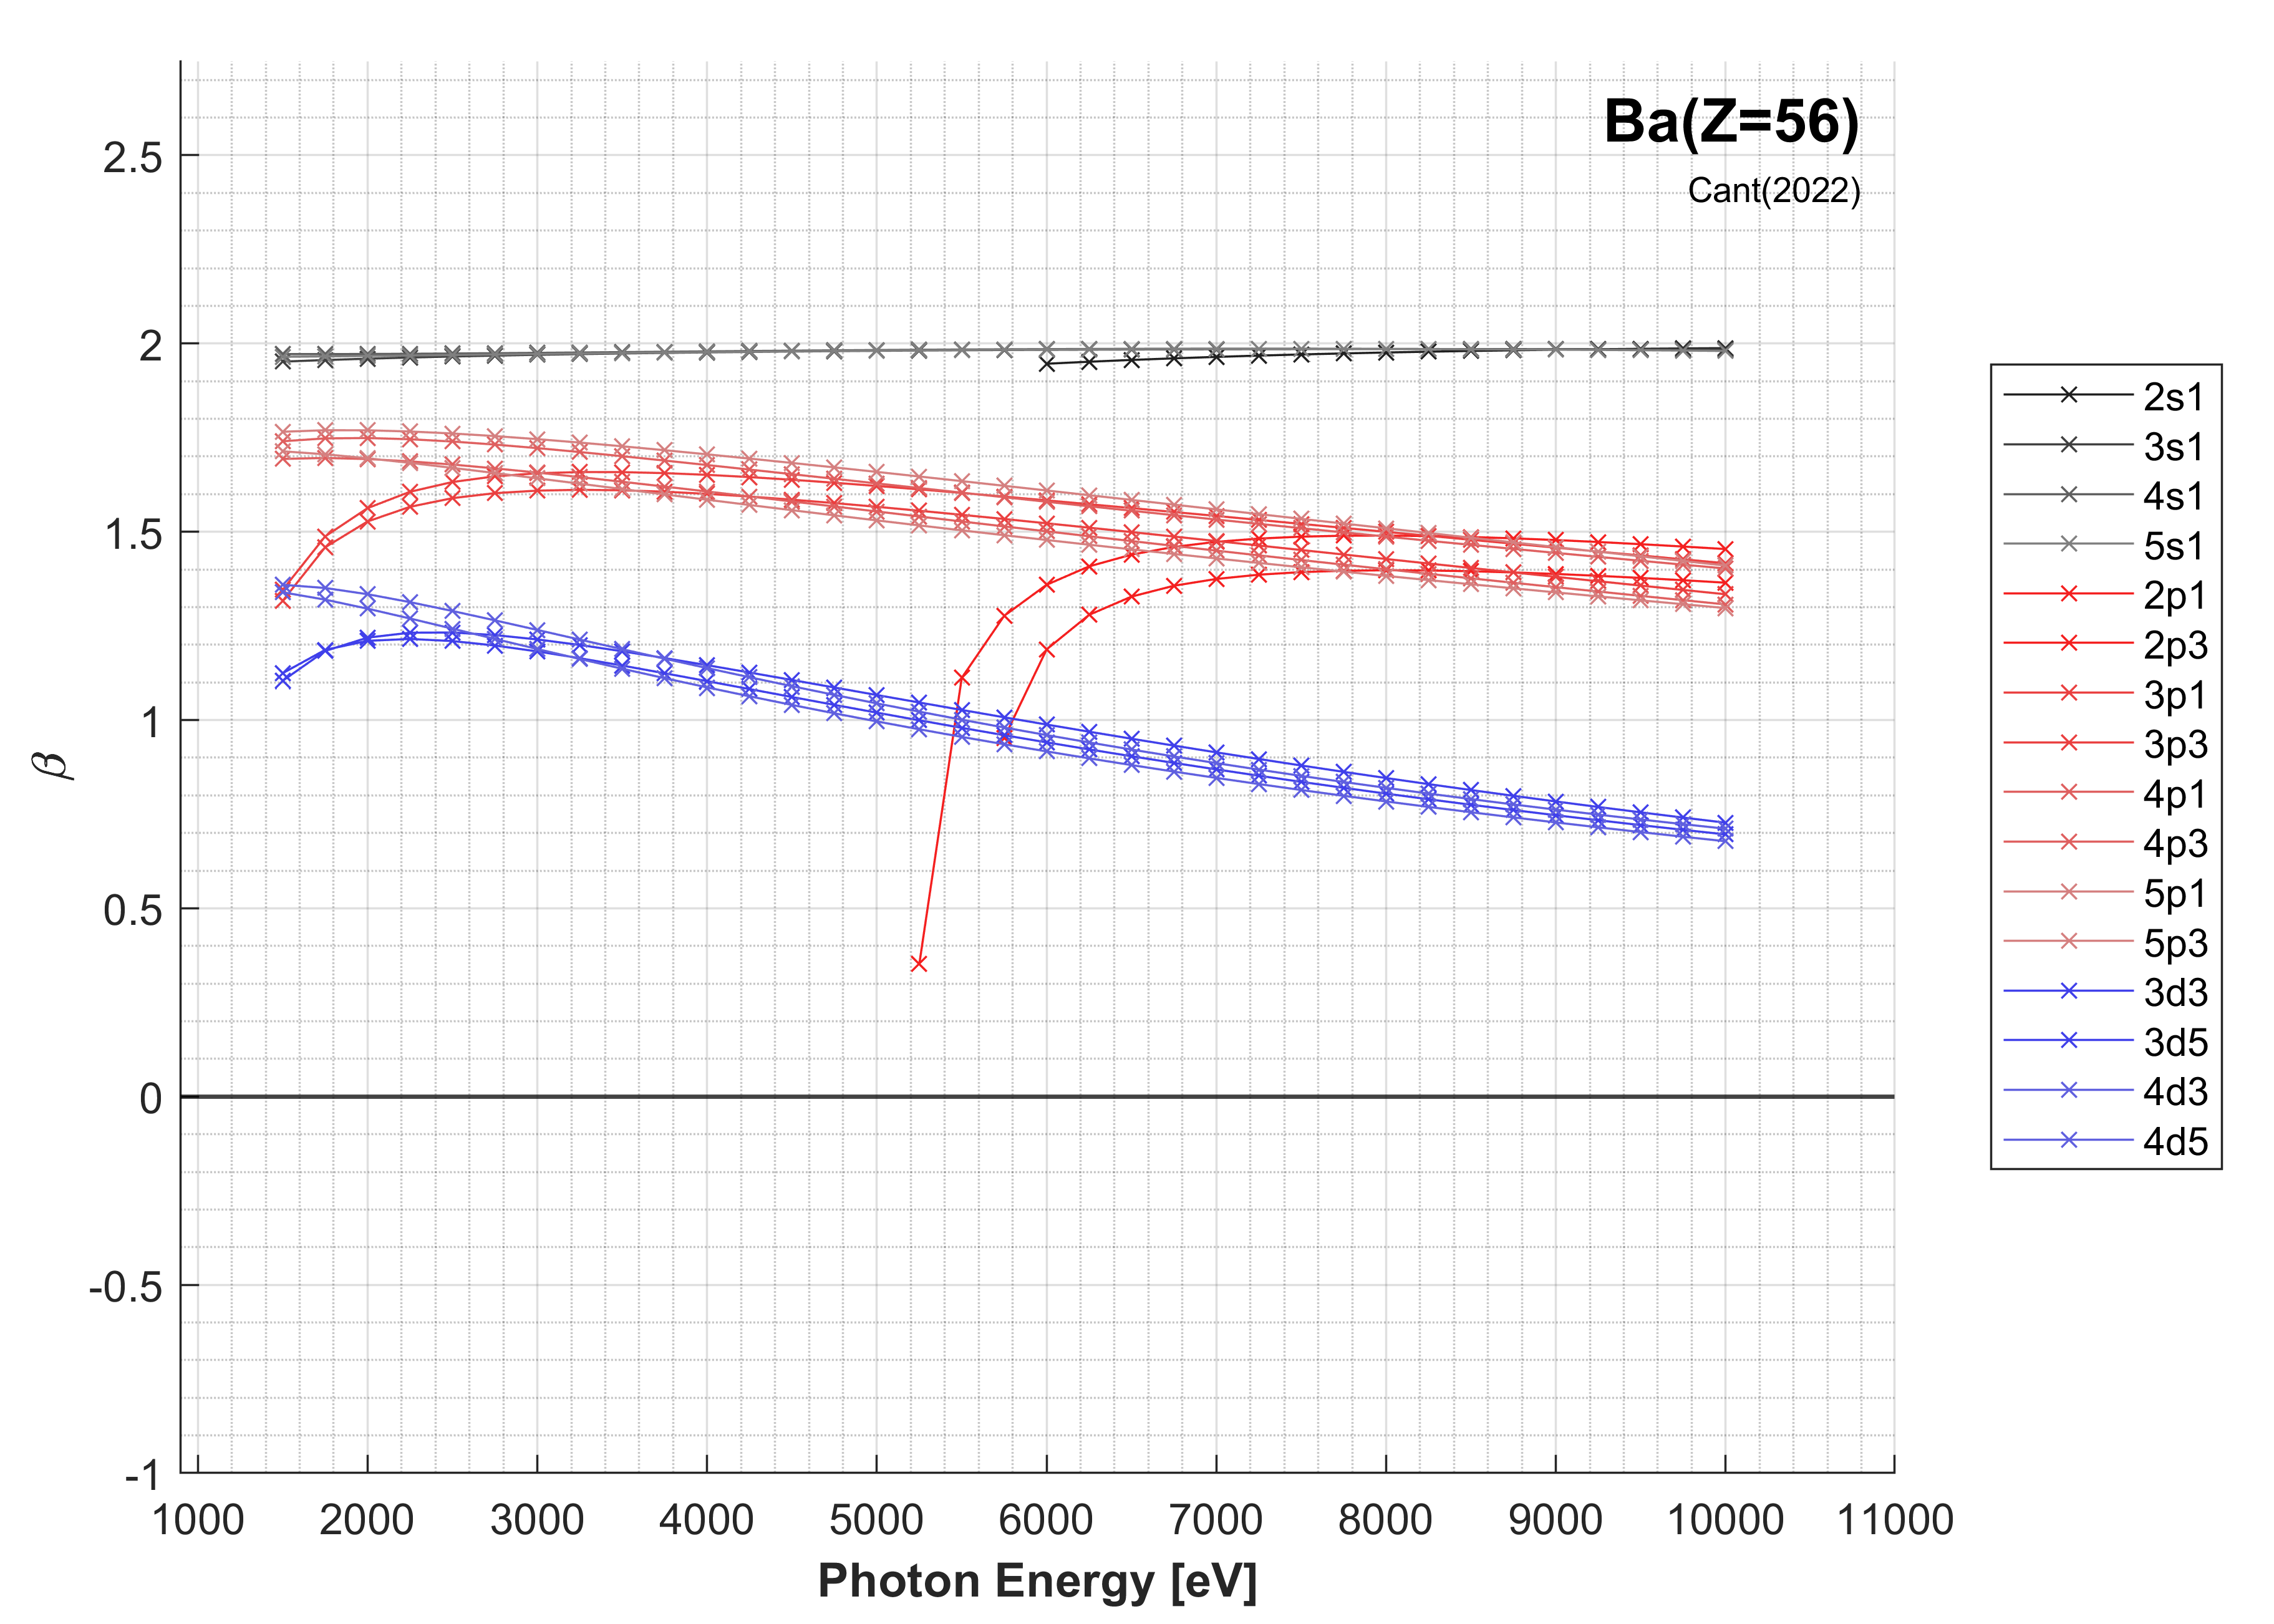 Ba(Z=56)
Cant(2022)
2.5
2
1.5
1
0.5
0
-0.5
-1
β
1000 2000 3000 4000 5000 6000 7000 8000 9000 10000 11000
Photon Energy [eV]
2s1
3s1
4s1
5s1
2p1
2p3
3p1
3p3
4p1
4p3
5p1
5p3
3d3
3d5
4d3
4d5